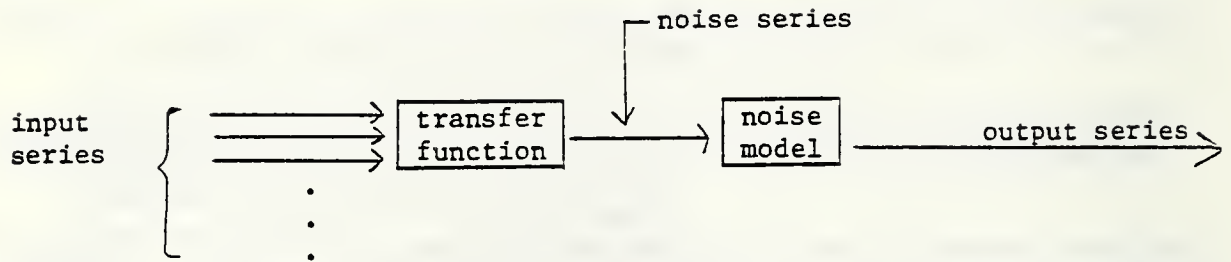 noise series
input
series
transfer
function
noise
model
output series